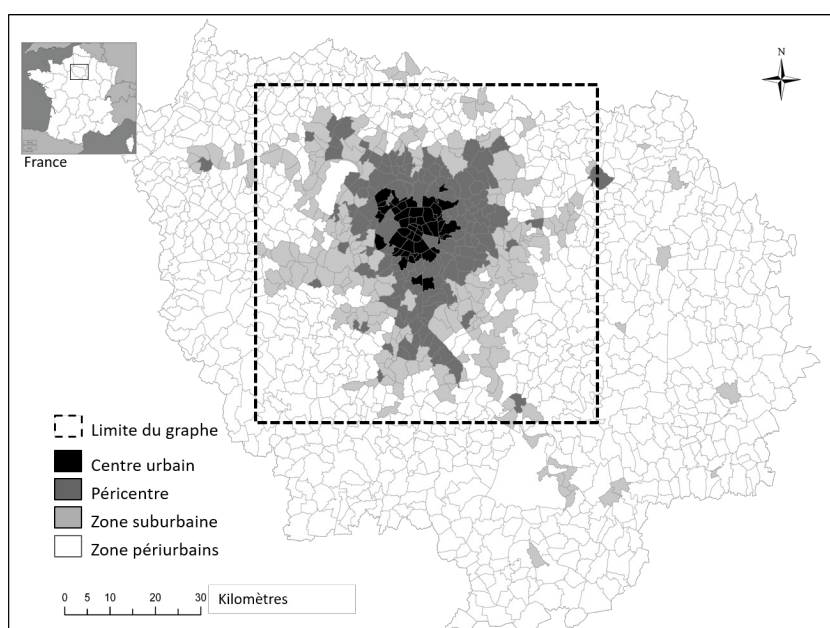 N
France
Limite du graphe
Centre urbain
Péricentre
Zone suburbaine
Zone périurbains
0 5 10 20 30 Kilomètres